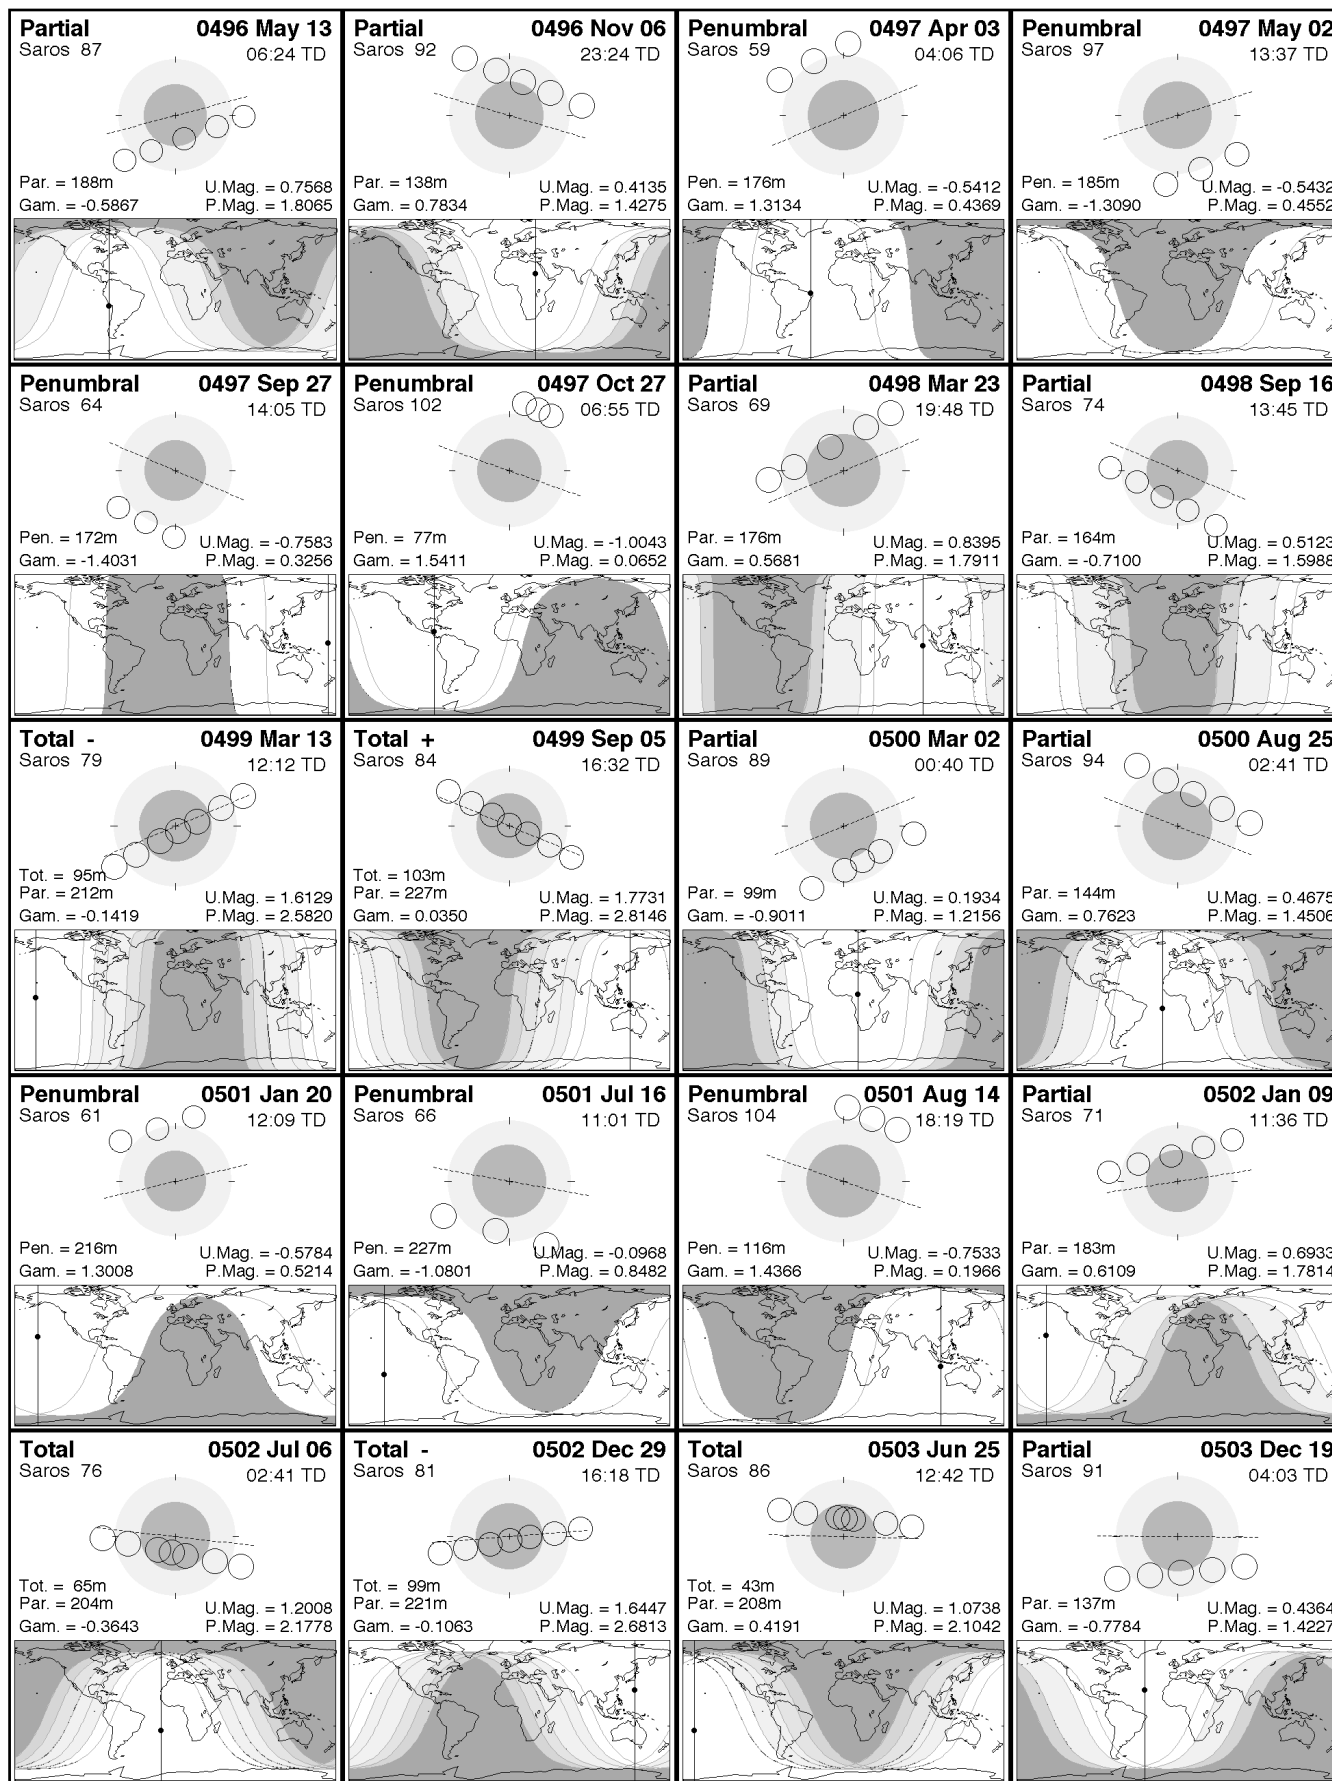 Partial 0496 May 13
Saros 87 06:24 TD
Par. = 188m U.Mag. = 0.7568
Gam. = -0.5867 P.Mag. = 1.8065
Partial 0496 Nov 06
Saros 92 23:24 TD
Par. = 138m U.Mag. = 0.4135
Gam. = 0.7834 P.Mag. = 1.4275
Penumbral 0497 Apr 03
Saros 59 04:06 TD
Pen. = 176m U.Mag. = -0.5412
Gam. = 1.3134 P.Mag. = 0.4369
Penumbral 0497 May 02
Saros 97 13:37 TD
Pen. = 185m U.Mag. = -0.5432
Gam. = -1.3090 P.Mag. = 0.4552
Penumbral 0497 Sep 27
Saros 64 14:05 TD
Pen. = 172m U.Mag. = -0.7583
Gam. = -1.4031 P.Mag. = 0.3256
Penumbral 0497 Oct 27
Saros 102 06:55 TD
Pen. = 77m U.Mag. = -1.0043
Gam. = 1.5411 P.Mag. = 0.0652
Partial 0498 Mar 23
Saros 69 19:48 TD
Par. = 176m U.Mag. = 0.8395
Gam. = 0.5681 P.Mag. = 1.7911
Partial 0498 Sep 16
Saros 74 13:45 TD
Par. = 164m U.Mag. = 0.5123
Gam. = -0.7100 P.Mag. = 1.5988
Total - 0499 Mar 13
Saros 79 12:12 TD
Tot. = 95m
Par. = 212m U.Mag. = 1.6129
Gam. = -0.1419 P.Mag. = 2.5820
Total + 0499 Sep 05
Saros 84 16:32 TD
Tot. = 103m
Par. = 227m U.Mag. = 1.7731
Gam. = 0.0350 P.Mag. = 2.8146
Partial 0500 Mar 02
Saros 89 00:40 TD
Par. = 99m U.Mag. = 0.1934
Gam. = -0.9011 P.Mag. = 1.2156
Partial 0500 Aug 25
Saros 94 02:41 TD
Par. = 144m U.Mag. = 0.4675
Gam. = 0.7623 P.Mag. = 1.4506
Penumbral 0501 Jan 20
Saros 61 12:09 TD
Pen. = 216m U.Mag. = -0.5784
Gam. = 1.3008 P.Mag. = 0.5214
Penumbral 0501 Jul 16
Saros 66 11:01 TD
Pen. = 227m U.Mag. = -0.0968
Gam. = -1.0801 P.Mag. = 0.8482
Penumbral 0501 Aug 14
Saros 104 18:19 TD
Pen. = 116m U.Mag. = -0.7533
Gam. = 1.4366 P.Mag. = 0.1966
Partial 0502 Jan 09
Saros 71 11:36 TD
Par. = 183m U.Mag. = 0.6933
Gam. = 0.6109 P.Mag. = 1.7814
Total 0502 Jul 06
Saros 76 02:41 TD
Tot. = 65m
Par. = 204m U.Mag. = 1.2008
Gam. = -0.3643 P.Mag. = 2.1778
Total - 0502 Dec 29
Saros 81 16:18 TD
Tot. = 99m
Par. = 221m U.Mag. = 1.6447
Gam. = -0.1063 P.Mag. = 2.6813
Total 0503 Jun 25
Saros 86 12:42 TD
Tot. = 43m
Par. = 208m U.Mag. = 1.0738
Gam. = 0.4191 P.Mag. = 2.1042
Partial 0503 Dec 19
Saros 91 04:03 TD
Par. = 137m U.Mag. = 0.4364
Gam. = -0.7784 P.Mag. = 1.4227